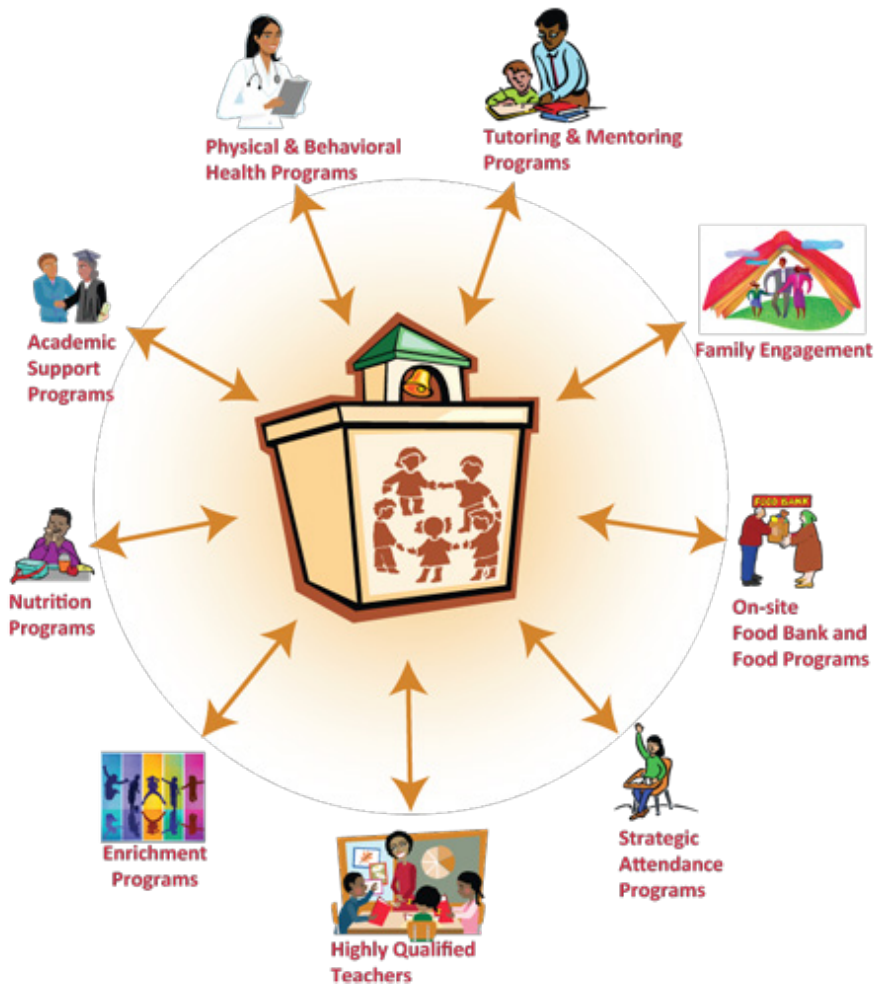 Physical & Behavioral
Health Programs
Tutoring & Mentoring
Programs
Family Engagement
Academic
Support
Programs
FOOD BANK
On-site
Food Bank and
Food Programs
Nutrition
Programs
Strategic
Attendance
Programs
Enrichment
Programs
Highly Qualified
Teachers